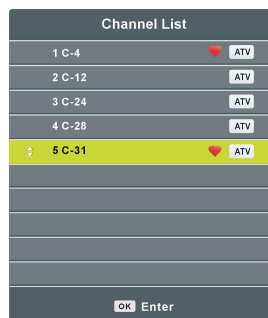 Channel List
1 C-4 ATV
2 C-12 ATV
3 C-24 ATV
4 C-28 ATV
5 C-31 ATV
OK Enter